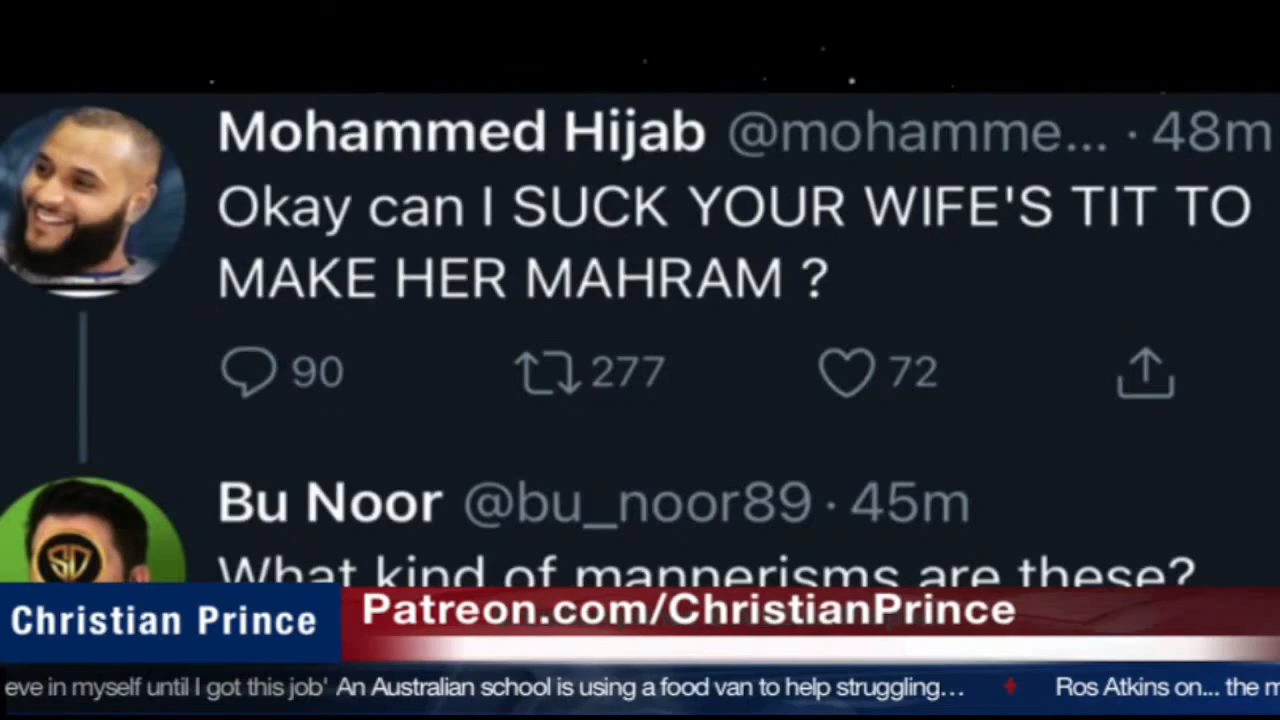 Mohammed Hijab @mohamme... · 48m
Okay can I SUCK YOUR WIFE'S TIT TO
MAKE HER MAHRAM ?
90 277 72
Bu Noor @bu_noor89 · 45m
What kind of mannerisms are these?
SD
Christian Prince
Patreon.com/ChristianPrince
eve in myself until I got this job' An Australian school is using a food van to help struggling... + Ros Atkins on... the m